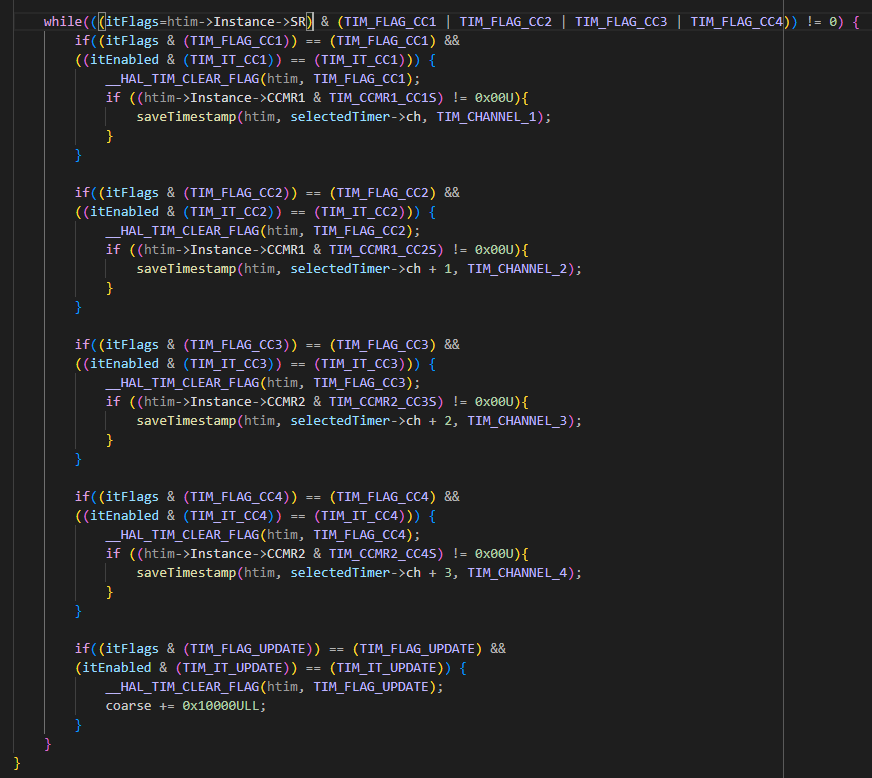 while(((itFlags=htim->Instance->SR) & (TIM_FLAG_CC1 | TIM_FLAG_CC2 | TIM_FLAG_CC3 | TIM_FLAG_CC4)) != 0) {
if((itFlags & (TIM_FLAG_CC1)) == (TIM_FLAG_CC1) &&
((itEnabled & (TIM_IT_CC1)) == (TIM_IT_CC1))) {
__HAL_TIM_CLEAR_FLAG(htim, TIM_FLAG_CC1);
if ((htim->Instance->CCMR1 & TIM_CCMR1_CC1S) != 0x00U){
saveTimestamp(htim, selectedTimer->ch, TIM_CHANNEL_1);
}
}
if((itFlags & (TIM_FLAG_CC2)) == (TIM_FLAG_CC2) &&
((itEnabled & (TIM_IT_CC2)) == (TIM_IT_CC2))) {
__HAL_TIM_CLEAR_FLAG(htim, TIM_FLAG_CC2);
if ((htim->Instance->CCMR1 & TIM_CCMR1_CC2S) != 0x00U){
saveTimestamp(htim, selectedTimer->ch + 1, TIM_CHANNEL_2);
}
}
if((itFlags & (TIM_FLAG_CC3)) == (TIM_FLAG_CC3) &&
((itEnabled & (TIM_IT_CC3)) == (TIM_IT_CC3))) {
__HAL_TIM_CLEAR_FLAG(htim, TIM_FLAG_CC3);
if ((htim->Instance->CCMR2 & TIM_CCMR2_CC3S) != 0x00U){
saveTimestamp(htim, selectedTimer->ch + 2, TIM_CHANNEL_3);
}
}
if((itFlags & (TIM_FLAG_CC4)) == (TIM_FLAG_CC4) &&
((itEnabled & (TIM_IT_CC4)) == (TIM_IT_CC4))) {
__HAL_TIM_CLEAR_FLAG(htim, TIM_FLAG_CC4);
if ((htim->Instance->CCMR2 & TIM_CCMR2_CC4S) != 0x00U){
saveTimestamp(htim, selectedTimer->ch + 3, TIM_CHANNEL_4);
}
}
if((itFlags & (TIM_FLAG_UPDATE)) == (TIM_FLAG_UPDATE) &&
(itEnabled & (TIM_IT_UPDATE)) == (TIM_IT_UPDATE)) {
__HAL_TIM_CLEAR_FLAG(htim, TIM_FLAG_UPDATE);
coarse += 0x10000ULL;
}
}
}